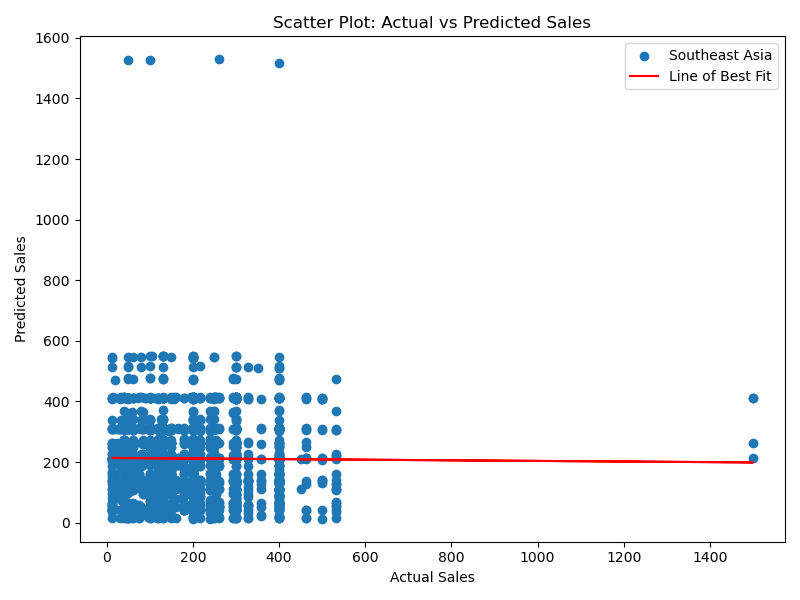 Scatter Plot: Actual vs Predicted Sales
Southeast Asia
Line of Best Fit
1600
1400
1200
1000
800
600
400
200
0
Predicted Sales
0 200 400 600 800 1000 1200 1400
Actual Sales